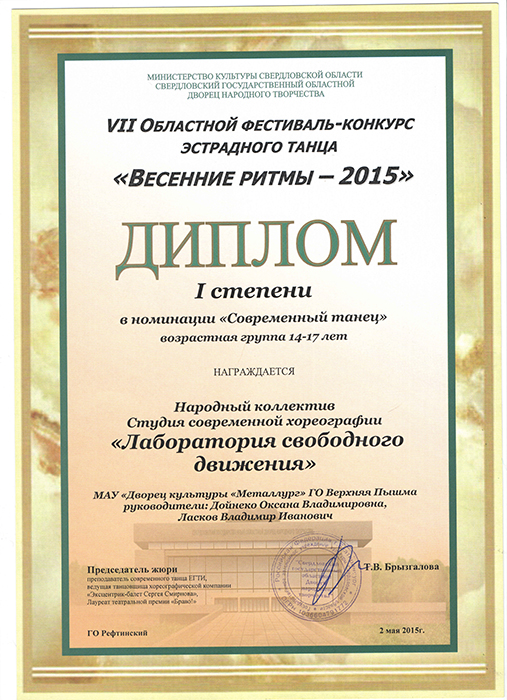 МИНИСТЕРСТВО КУЛЬТУРЫ СВЕРДЛОВСКОЙ ОБЛАСТИ
СВЕРДЛОВСКИЙ ГОСУДАРСТВЕННЫЙ ОБЛАСТНОЙ
ДВОРЕЦ НАРОДНОГО ТВОРЧЕСТВА
VII ОБЛАСТНОЙ ФЕСТИВАЛЬ-КОНКУРС
ЭСТРАДНОГО ТАНЦА
«ВЕСЕННИЕ РИТМЫ – 2015»
ДИПЛОМ
I степени
в номинации «Современный танец»
возрастная группа 14-17 лет
НАГРАЖДАЕТСЯ
Народный коллектив
Студия современной хореографии
«Лаборатория свободного
движения»
МАУ «Дворец культуры «Металлург» ГО Верхняя Пышма
руководители: Дойнеко Оксана Владимировна,
Ласков Владимир Иванович
Председатель жюри
преподаватель современного танца ЕГТИ,
ведущая танцовщица хореографической компании
«Эксцентрик-балет Сергея Смирнова»,
Лауреат театральной премии «Браво!»
Т.В. Брызгалова
ГО Рефтинский
2 мая 2015г.